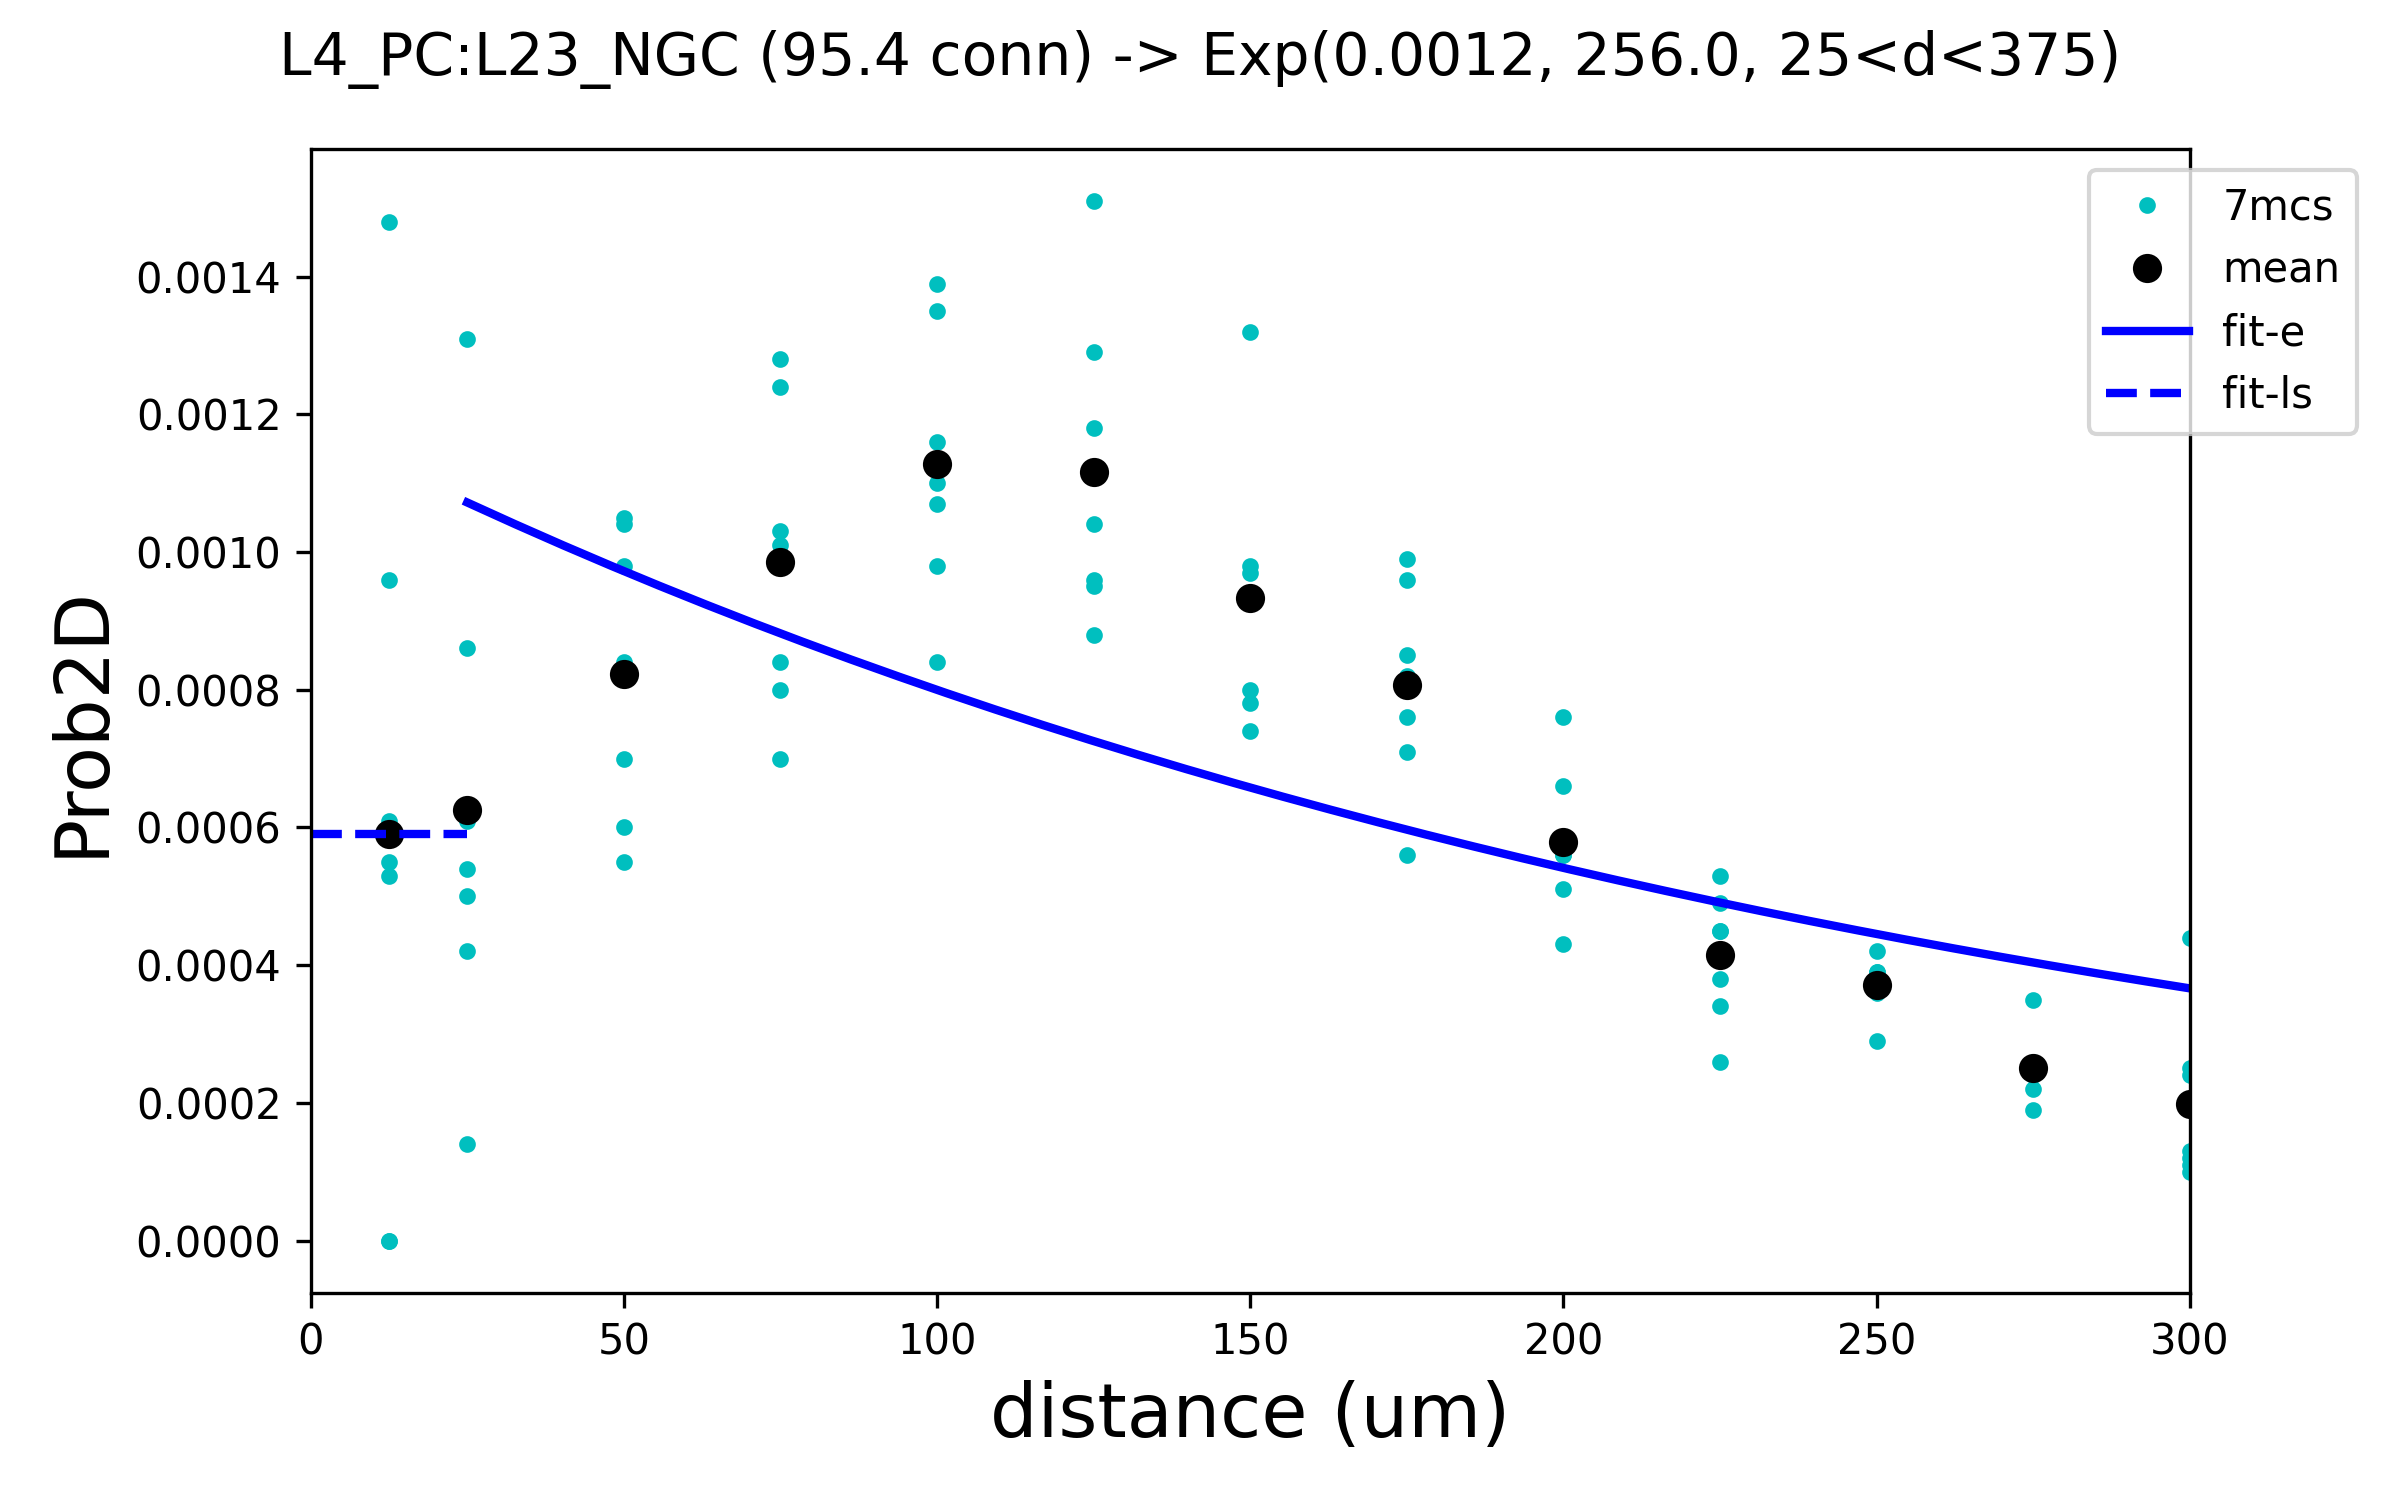 L4_PC:L23_NGC (95.4 conn) -> Exp(0.0012, 256.0, 25<d<375)
7mcs
mean
fit-e
fit-ls
Prob2D
0.0014
0.0012
0.0010
0.0008
0.0006
0.0004
0.0002
0.0000
0
50
100
150
200
250
300
distance (um)